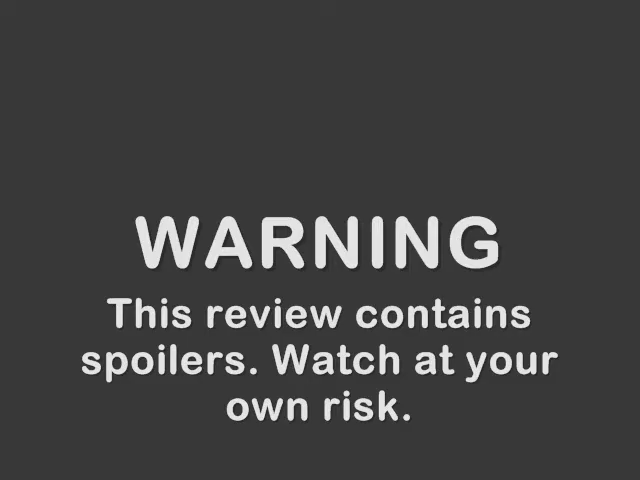 WARNING
This review contains
spoilers. Watch at your
own risk.